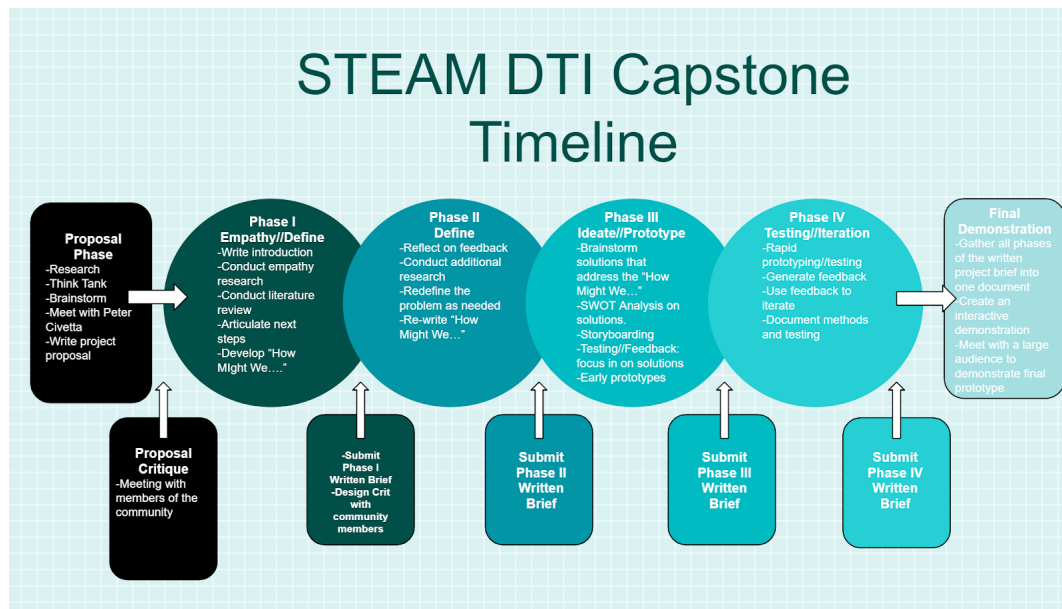 STEAM DTI Capstone
Timeline
Proposal
Phase
-Research
-Think Tank
-Brainstorm
-Meet with Peter
Civetta
-Write project
proposal
Phase I
Empathy//Define
-Write introduction
-Conduct empathy
research
-Conduct literature
review
-Articulate next
steps
-Develop “How
MIght We….”
Phase II
Define
-Reflect on feedback
-Conduct additional
research
-Redefine the
problem as needed
-Re-write “How
Might We…”
Phase III
Ideate//Prototype
-Brainstorm
solutions that
address the “How
Might We…”
-SWOT Analysis on
solutions.
-Storyboarding
-Testing//Feedback:
focus in on solutions
-Early prototypes
Phase IV
Testing//Iteration
-Rapid
prototyping//testing
-Generate feedback
-Use feedback to
iterate
-Document methods
and testing
Final
Demonstration
-Gather all phases
of the written
project brief into
one document
-Create an
interactive
demonstration
-Meet with a large
audience to
demonstrate final
prototype
Proposal
Critique
-Meeting with
members of the
community
-Submit
Phase I
Written Brief
-Design Crit
with
community
members
Submit
Phase II
Written
Brief
Submit
Phase III
Written
Brief
Submit
Phase IV
Written
Brief